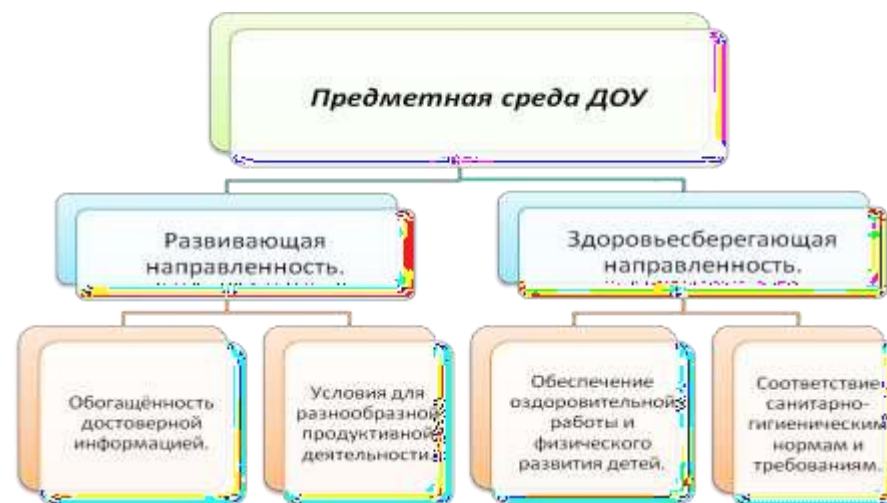 Предметная среда ДОУ
Развивающая
направленность.
Здоровьесберегающая
направленность.
Обогащённость
достоверной
информацией.
Условия для
разнообразной
продуктивной
деятельности.
Обеспечение
оздоровительной
работы и
физического
развития детей.
Соответствие
санитарно-
гигиеническим
нормам и
требованиям.